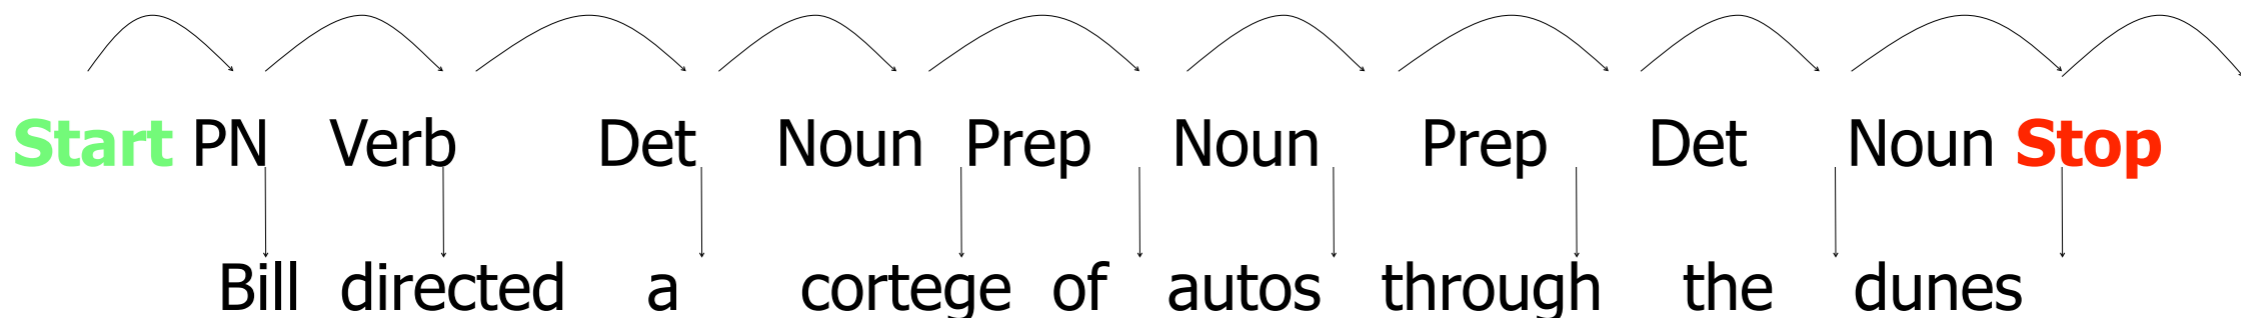 Start PN Verb Det Noun Prep Noun Prep Det Noun Stop
Bill directed a cortege of autos through the dunes